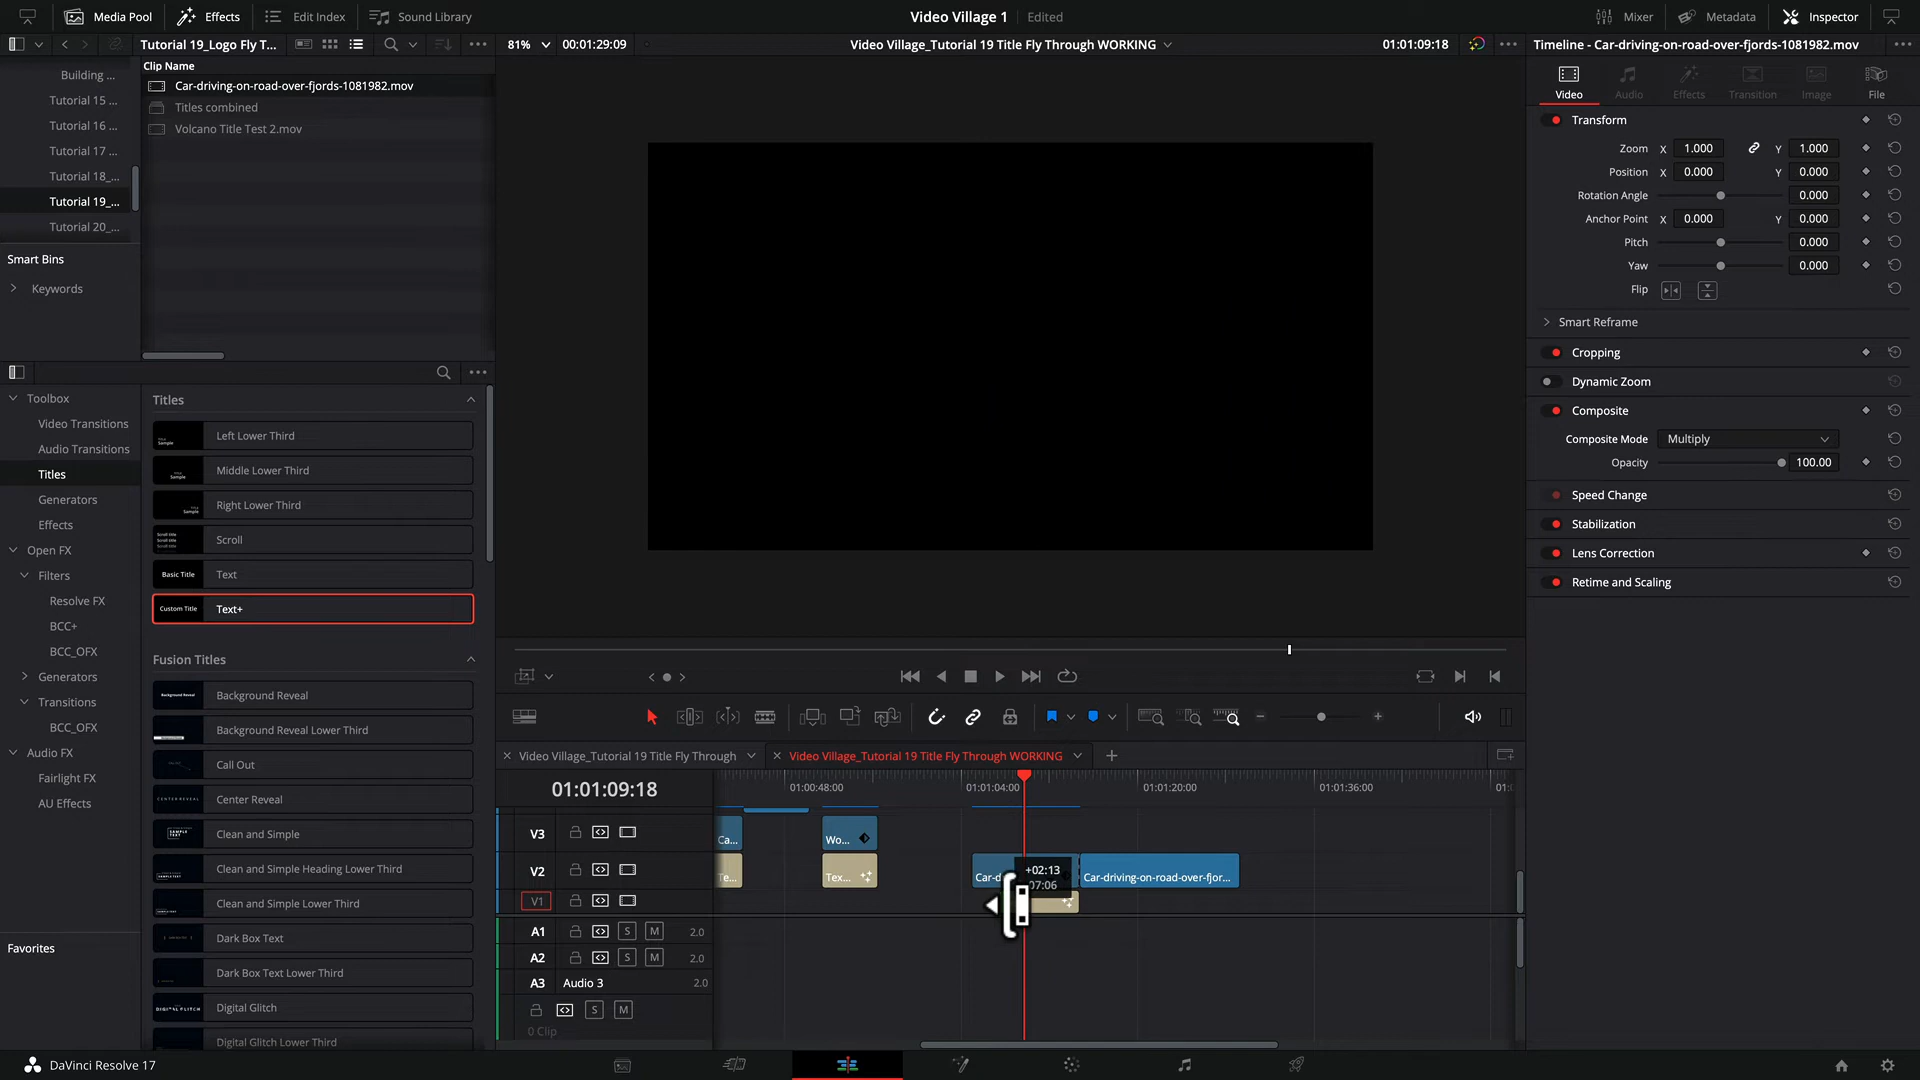 Media Pool
Effects
Edit Index
Sound Library
Video Village 1
Edited
Mixer
Metadata
Inspector
Tutorial 19_Logo Fly T...
81%
00:01:29:09
Video Village_Tutorial 19 Title Fly Through WORKING
01:01:09:18
Timeline - Car-driving-on-road-over-fjords-1081982.mov
Building ...
Tutorial 15 ...
Tutorial 16 ...
Tutorial 17 ...
Tutorial 18_...
Tutorial 19_...
Tutorial 20_...
Smart Bins
Keywords
Clip Name
Car-driving-on-road-over-fjords-1081982.mov
Titles combined
Volcano Title Test 2.mov
Video
Audio
Effects
Transition
Image
File
Transform
Zoom X 1.000 Y 1.000
Position X 0.000 Y 0.000
Rotation Angle 0.000
Anchor Point X 0.000 Y 0.000
Pitch 0.000
Yaw 0.000
Flip
Smart Reframe
Cropping
Dynamic Zoom
Composite
Composite Mode Multiply
Opacity 100.00
Speed Change
Stabilization
Lens Correction
Retime and Scaling
Toolbox
Video Transitions
Audio Transitions
Titles
Generators
Effects
Open FX
Filters
Resolve FX
BCC+
BCC_OFX
Generators
Transitions
BCC_OFX
Audio FX
Fairlight FX
AU Effects
Favorites
Titles
Left Lower Third
Middle Lower Third
Right Lower Third
Scroll
Basic Title Text
Custom Title Text+
Fusion Titles
Background Reveal
Background Reveal Lower Third
Call Out
Center Reveal
Clean and Simple
Clean and Simple Heading Lower Third
Clean and Simple Lower Third
Dark Box Text
Dark Box Text Lower Third
Digital Glitch
Digital Glitch Lower Third
Video Village_Tutorial 19 Title Fly Through
Video Village_Tutorial 19 Title Fly Through WORKING
01:01:09:18
01:00:48:00
01:01:04:00
01:01:20:00
01:01:36:00
V3
Ca...
Wo...
V2
Te...
Tex...
Car-d
+02:13
07:06
Car-driving-on-road-over-fjor...
V1
A1 S M 2.0
A2 S M 2.0
A3 Audio 3 2.0
S M
0 Clip
DaVinci Resolve 17